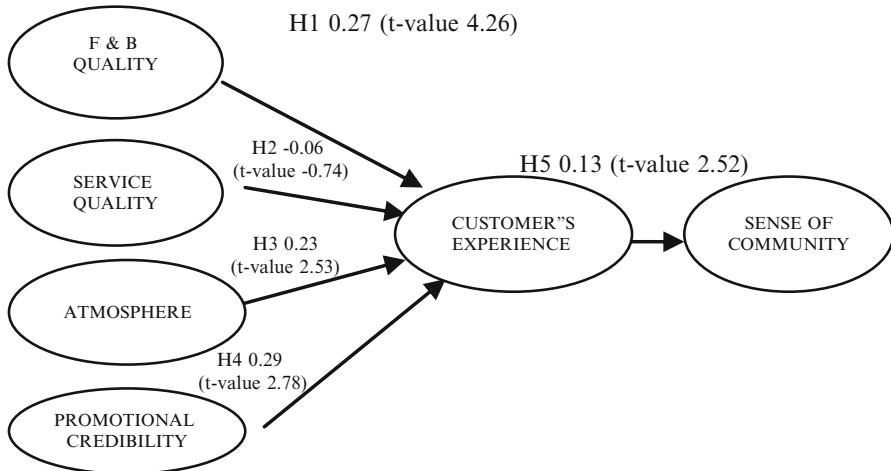 H1 0.27 (t-value 4.26)
F & B
QUALITY
H2 -0.06
(t-value -0.74)
H5 0.13 (t-value 2.52)
SERVICE
QUALITY
CUSTOMER"S
EXPERIENCE
SENSE OF
COMMUNITY
H3 0.23
(t-value 2.53)
ATMOSPHERE
H4 0.29
(t-value 2.78)
PROMOTIONAL
CREDIBILITY